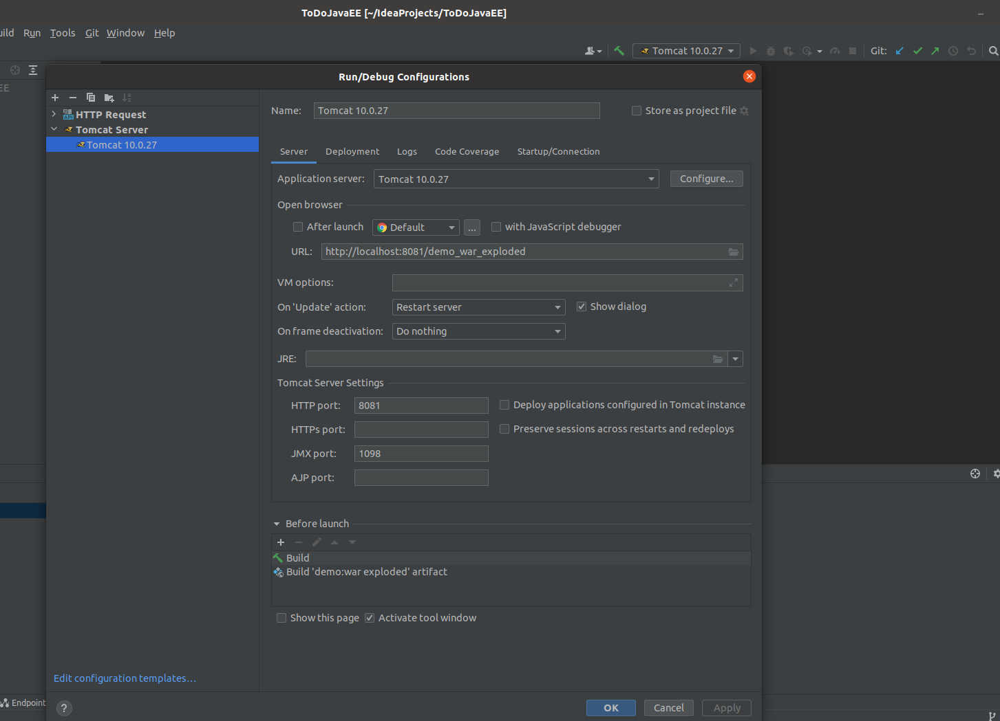 ToDoJavaEE [~/IdeaProjects/ToDoJavaEE]
uild Run Tools Git Window Help
Tomcat 10.0.27 Git:
EE
Run/Debug Configurations
HTTP Request
Tomcat Server
Tomcat 10.0.27
Name: Tomcat 10.0.27 Store as project file
Server Deployment Logs Code Coverage Startup/Connection
Application server: Tomcat 10.0.27 Configure...
Open browser
After launch Default ... with JavaScript debugger
URL: http://localhost:8081/demo_war_exploded
VM options:
On 'Update' action: Restart server Show dialog
On frame deactivation: Do nothing
JRE:
Tomcat Server Settings
HTTP port: 8081 Deploy applications configured in Tomcat instance
HTTPs port: Preserve sessions across restarts and redeploys
JMX port: 1098
AJP port:
Before launch
Build
Build 'demo:war exploded' artifact
Show this page Activate tool window
Edit configuration templates...
Endpoint
? OK Cancel Apply